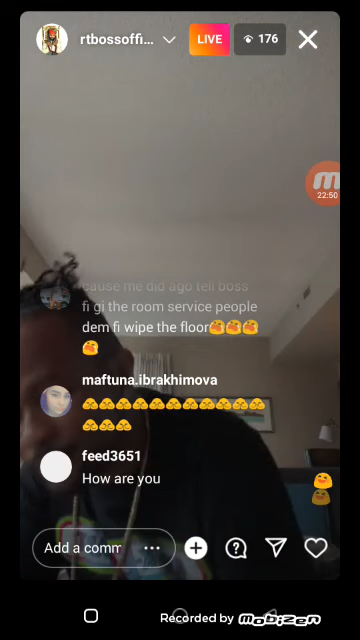 rtbossoffi...
LIVE
176
22:50
cause me did ago tell boss
fi gi the room service people
dem fi wipe the floor
maftuna.ibrakhimova
feed3651
How are you
Add a comm
Recorded by mobizen